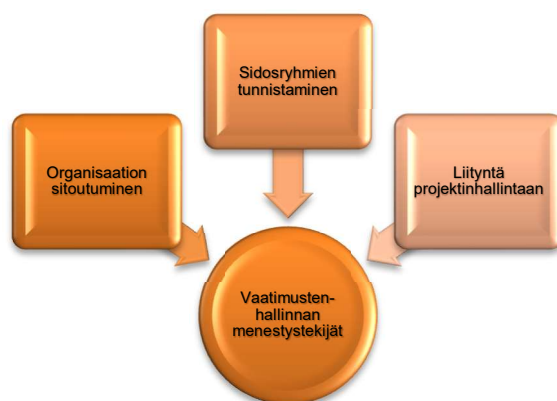 Sidosryhmien
tunnistaminen
Organisaation
sitoutuminen
Liityntä
projektinhallintaan
Vaatimusten-
hallinnan
menestystekijät